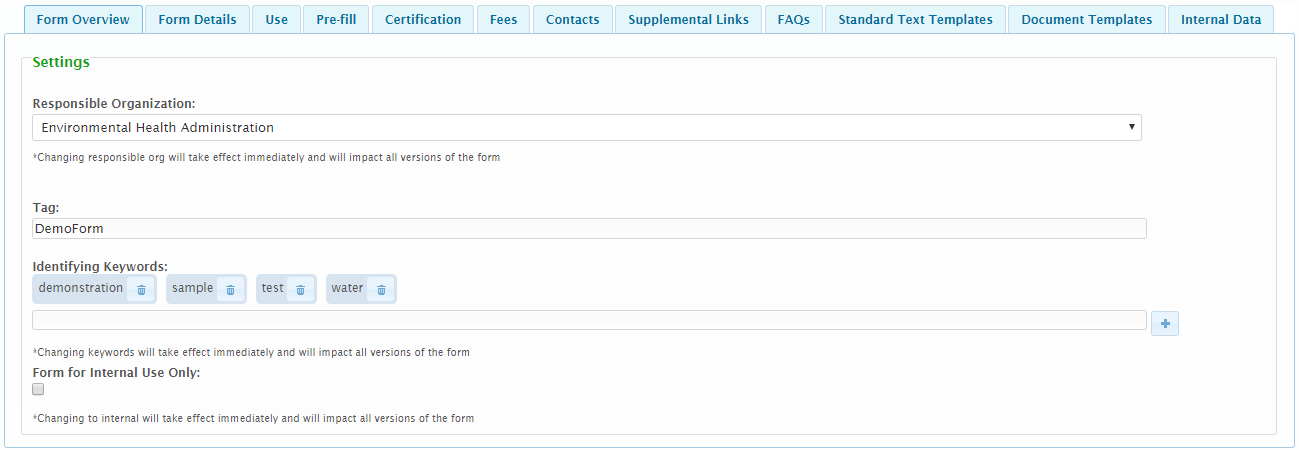 Form Overview Form Details Use Pre-fill Certification Fees Contacts Supplemental Links FAQs Standard Text Templates Document Templates Internal Data
Settings
Responsible Organization:
Environmental Health Administration
*Changing responsible org will take effect immediately and will impact all versions of the form
Tag:
DemoForm
Identifying Keywords:
demonstration sample test water
*Changing keywords will take effect immediately and will impact all versions of the form
Form for Internal Use Only:
*Changing to internal will take effect immediately and will impact all versions of the form